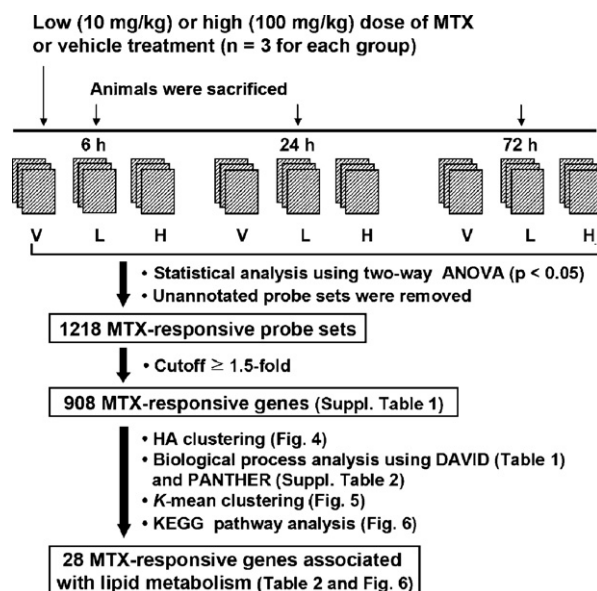 Low (10 mg/kg) or high (100 mg/kg) dose of MTX
or vehicle treatment (n = 3 for each group)
Animals were sacrificed
6 h 24 h 72 h
V L H V L H V L H
• Statistical analysis using two-way ANOVA (p < 0.05)
• Unannotated probe sets were removed
1218 MTX-responsive probe sets
• Cutoff ≥ 1.5-fold
908 MTX-responsive genes (Suppl. Table 1)
• HA clustering (Fig. 4)
• Biological process analysis using DAVID (Table 1)
and PANTHER (Suppl. Table 2)
• K-mean clustering (Fig. 5)
• KEGG pathway analysis (Fig. 6)
28 MTX-responsive genes associated
with lipid metabolism (Table 2 and Fig. 6)